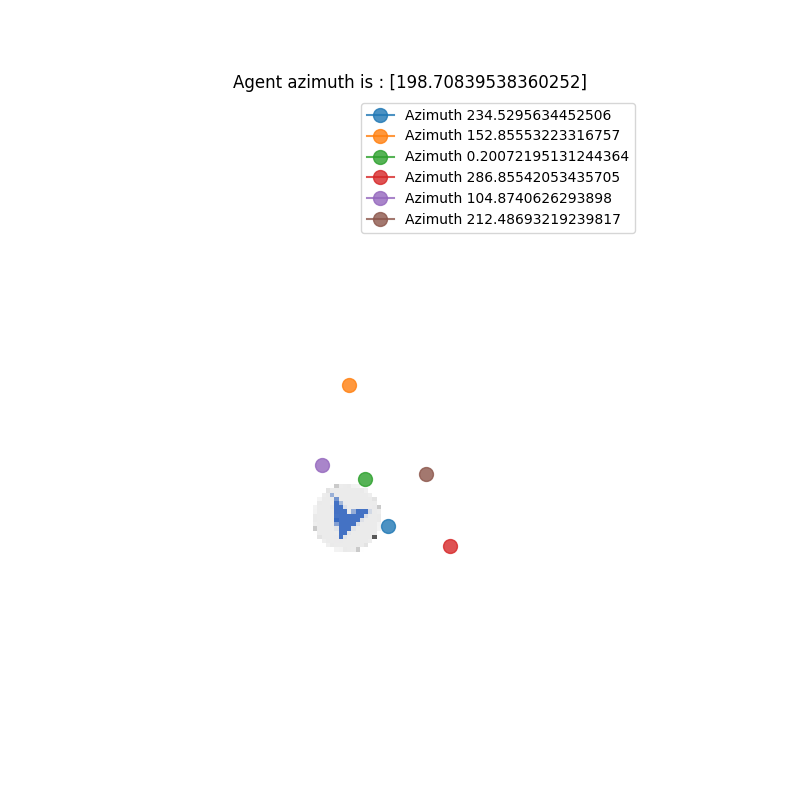 Agent azimuth is : [198.70839538360252]
Azimuth 234.5295634452506
Azimuth 152.85553223316757
Azimuth 0.20072195131244364
Azimuth 286.85542053435705
Azimuth 104.8740626293898
Azimuth 212.48693219239817